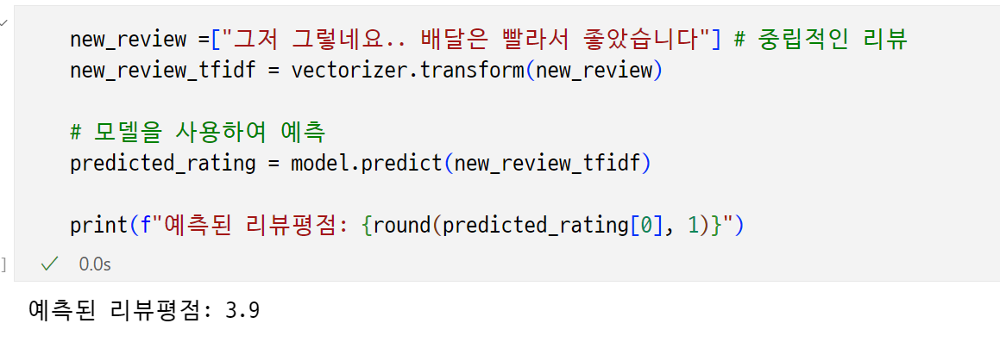 new_review =["그저 그렇네요.. 배달은 빨라서 좋았습니다"] # 중립적인 리뷰
new_review_tfidf = vectorizer.transform(new_review)
# 모델을 사용하여 예측
predicted_rating = model.predict(new_review_tfidf)
print(f"예측된 리뷰평점: {round(predicted_rating[0], 1)}")
] 0.0s
예측된 리뷰평점: 3.9